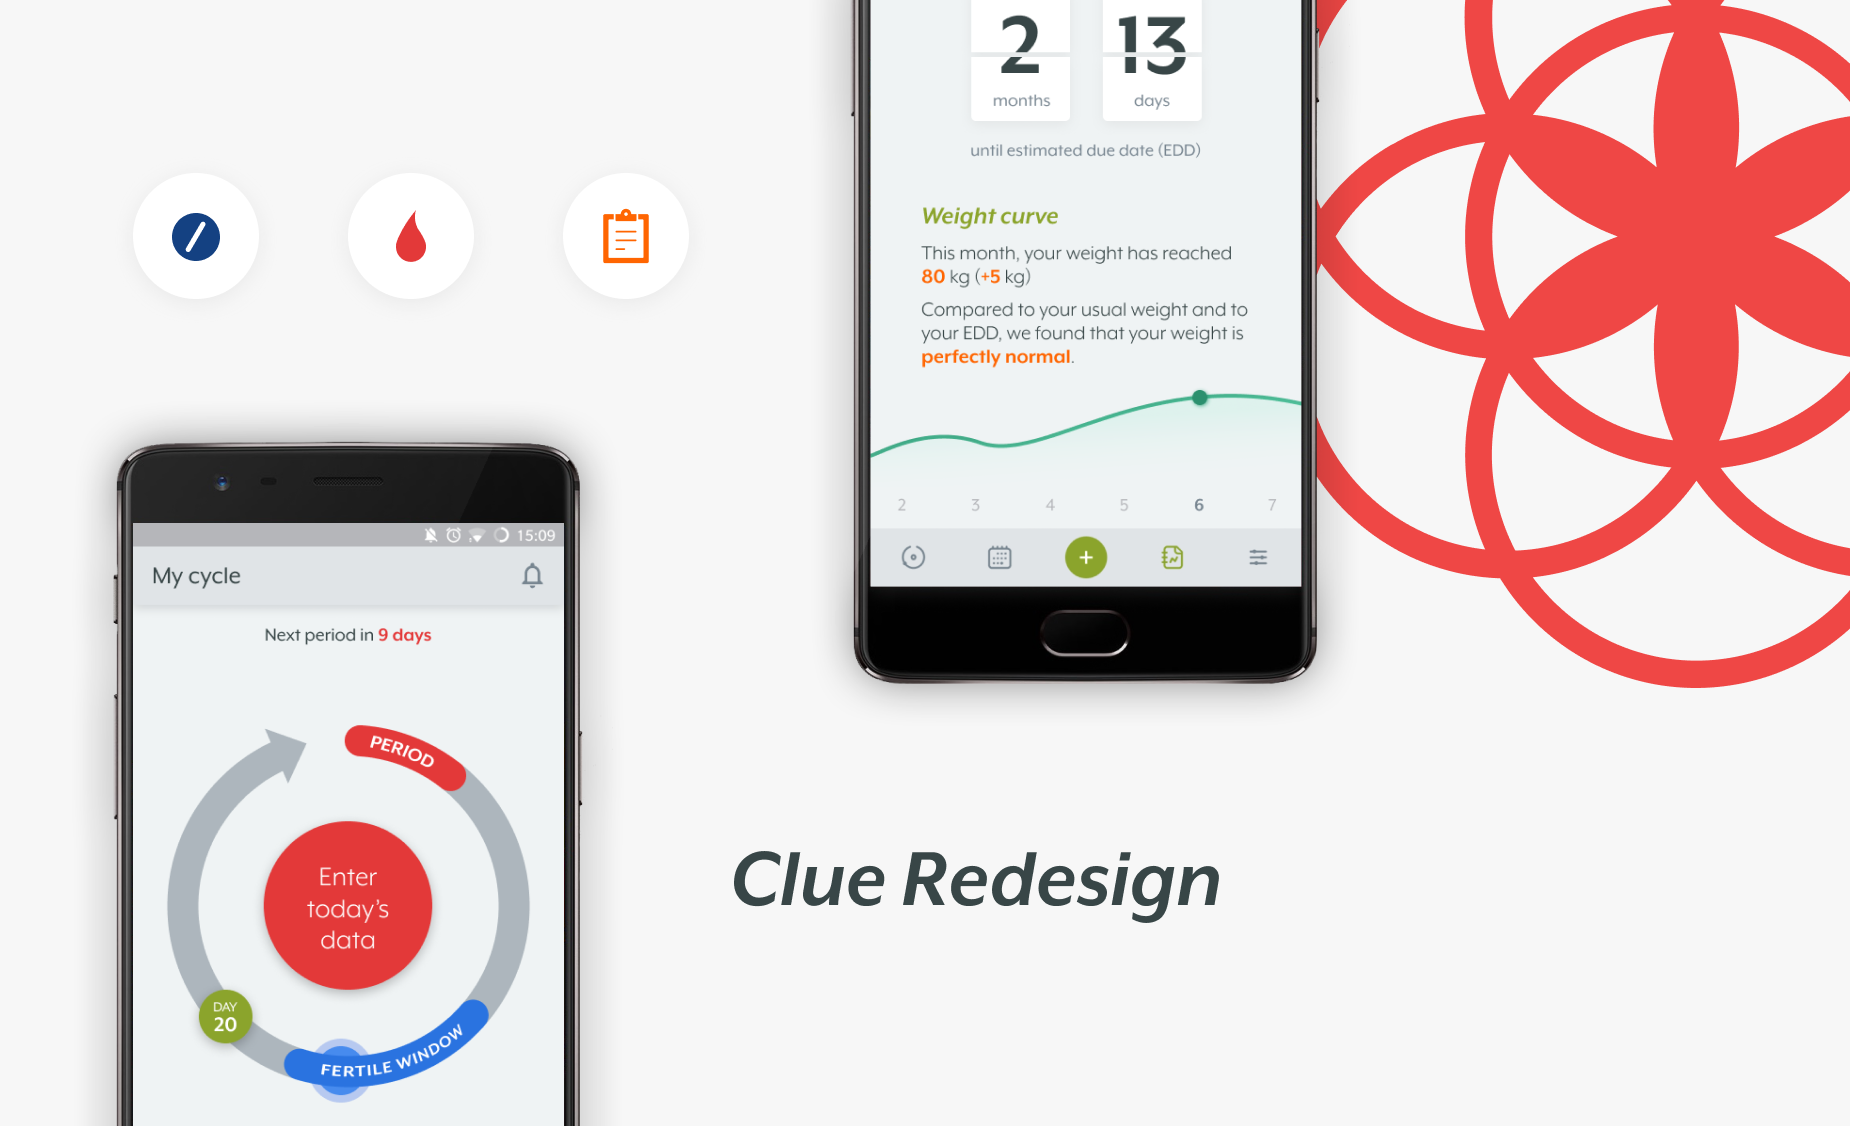 2
13
months
days
until estimated due date (EDD)
Weight curve
This month, your weight has reached
80 kg (+5 kg)
Compared to your usual weight and to
your EDD, we found that your weight is
perfectly normal.
2 3 4 5 6 7
15:09
My cycle
Next period in 9 days
PERIOD
Enter
today's
data
DAY
20
FERTILE WINDOW
Clue Redesign